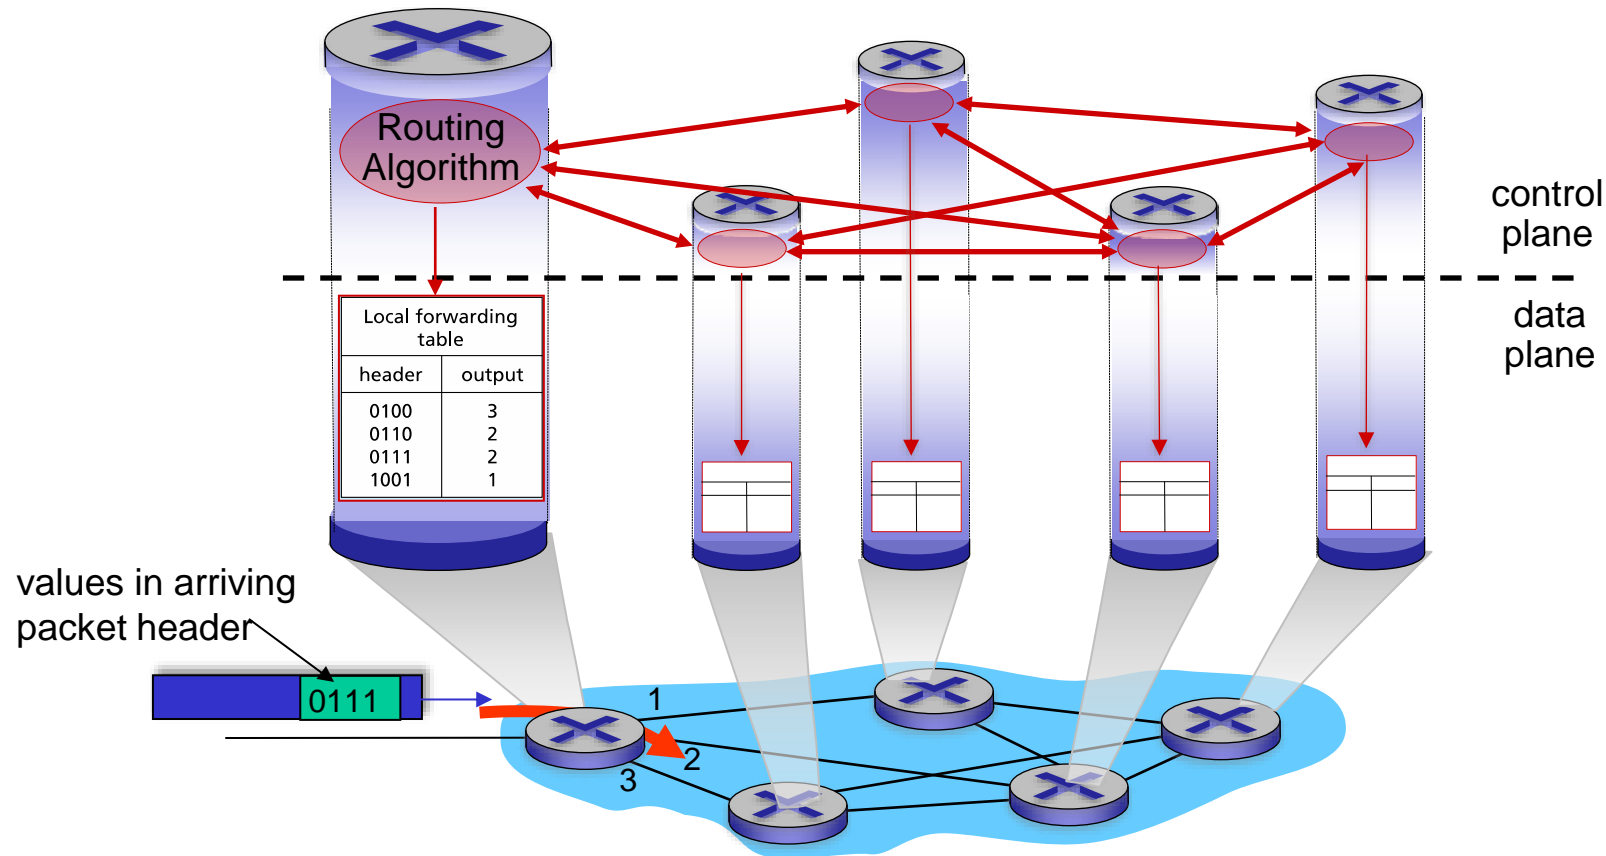 Routing
Algorithm
control
plane
data
plane
Local forwarding
table
header output
0100 3
0110 2
0111 2
1001 1
values in arriving
packet header
0111
1
2
3